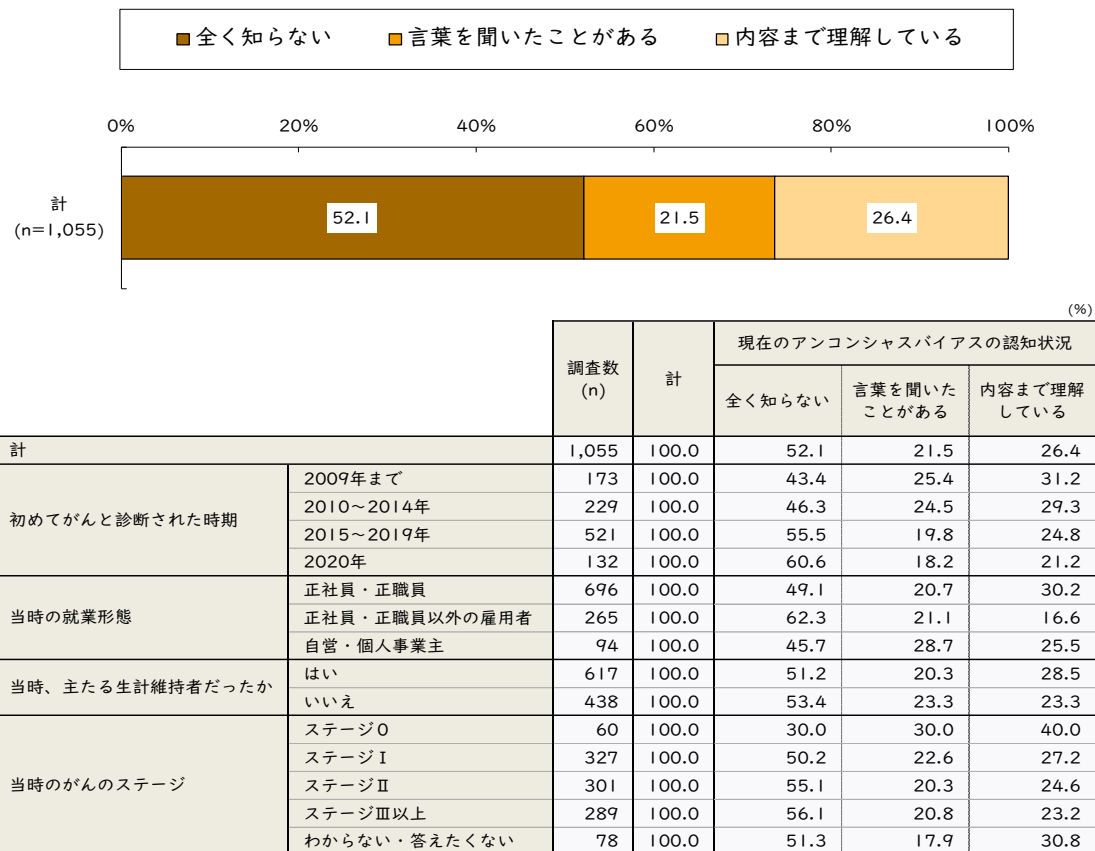 全く知らない 言葉を聞いたことがある 内容まで理解している
0% 20% 40% 60% 80% 100%
計
(n=1,055)
52.1 21.5 26.4
(%)
調査数
(n)
計
現在のアンコンシャスバイアスの認知状況
全く知らない
言葉を聞いた
ことがある
内容まで理解
している
計 1,055 100.0 52.1 21.5 26.4
初めてがんと診断された時期
2009年まで 173 100.0 43.4 25.4 31.2
2010～2014年 229 100.0 46.3 24.5 29.3
2015～2019年 521 100.0 55.5 19.8 24.8
2020年 132 100.0 60.6 18.2 21.2
当時の就業形態
正社員・正職員 696 100.0 49.1 20.7 30.2
正社員・正職員以外の雇用者 265 100.0 62.3 21.1 16.6
自営・個人事業主 94 100.0 45.7 28.7 25.5
当時、主たる生計維持者だったか
はい 617 100.0 51.2 20.3 28.5
いいえ 438 100.0 53.4 23.3 23.3
当時のがんのステージ
ステージ0 60 100.0 30.0 30.0 40.0
ステージⅠ 327 100.0 50.2 22.6 27.2
ステージⅡ 301 100.0 55.1 20.3 24.6
ステージⅢ以上 289 100.0 56.1 20.8 23.2
わからない・答えたくない 78 100.0 51.3 17.9 30.8